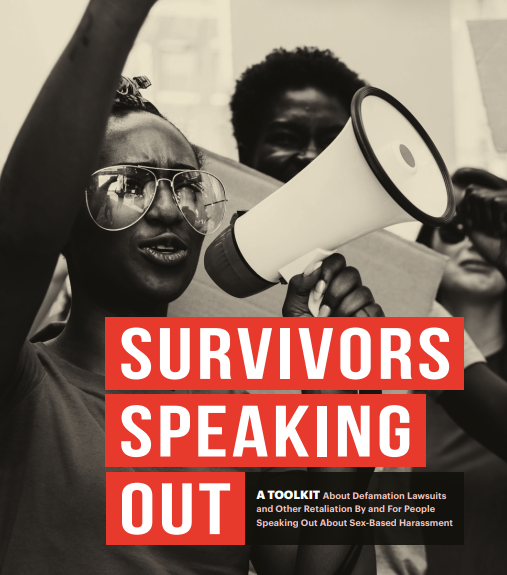 SURVIVORS
SPEAKING
OUT
A TOOLKIT About Defamation Lawsuits
and Other Retaliation By and For People
Speaking Out About Sex-Based Harassment